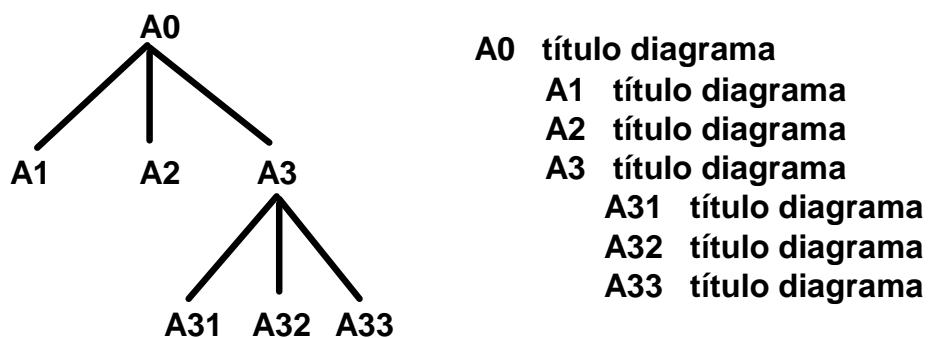 A0
A1 A2 A3
A31 A32 A33
A0 título diagrama
A1 título diagrama
A2 título diagrama
A3 título diagrama
A31 título diagrama
A32 título diagrama
A33 título diagrama